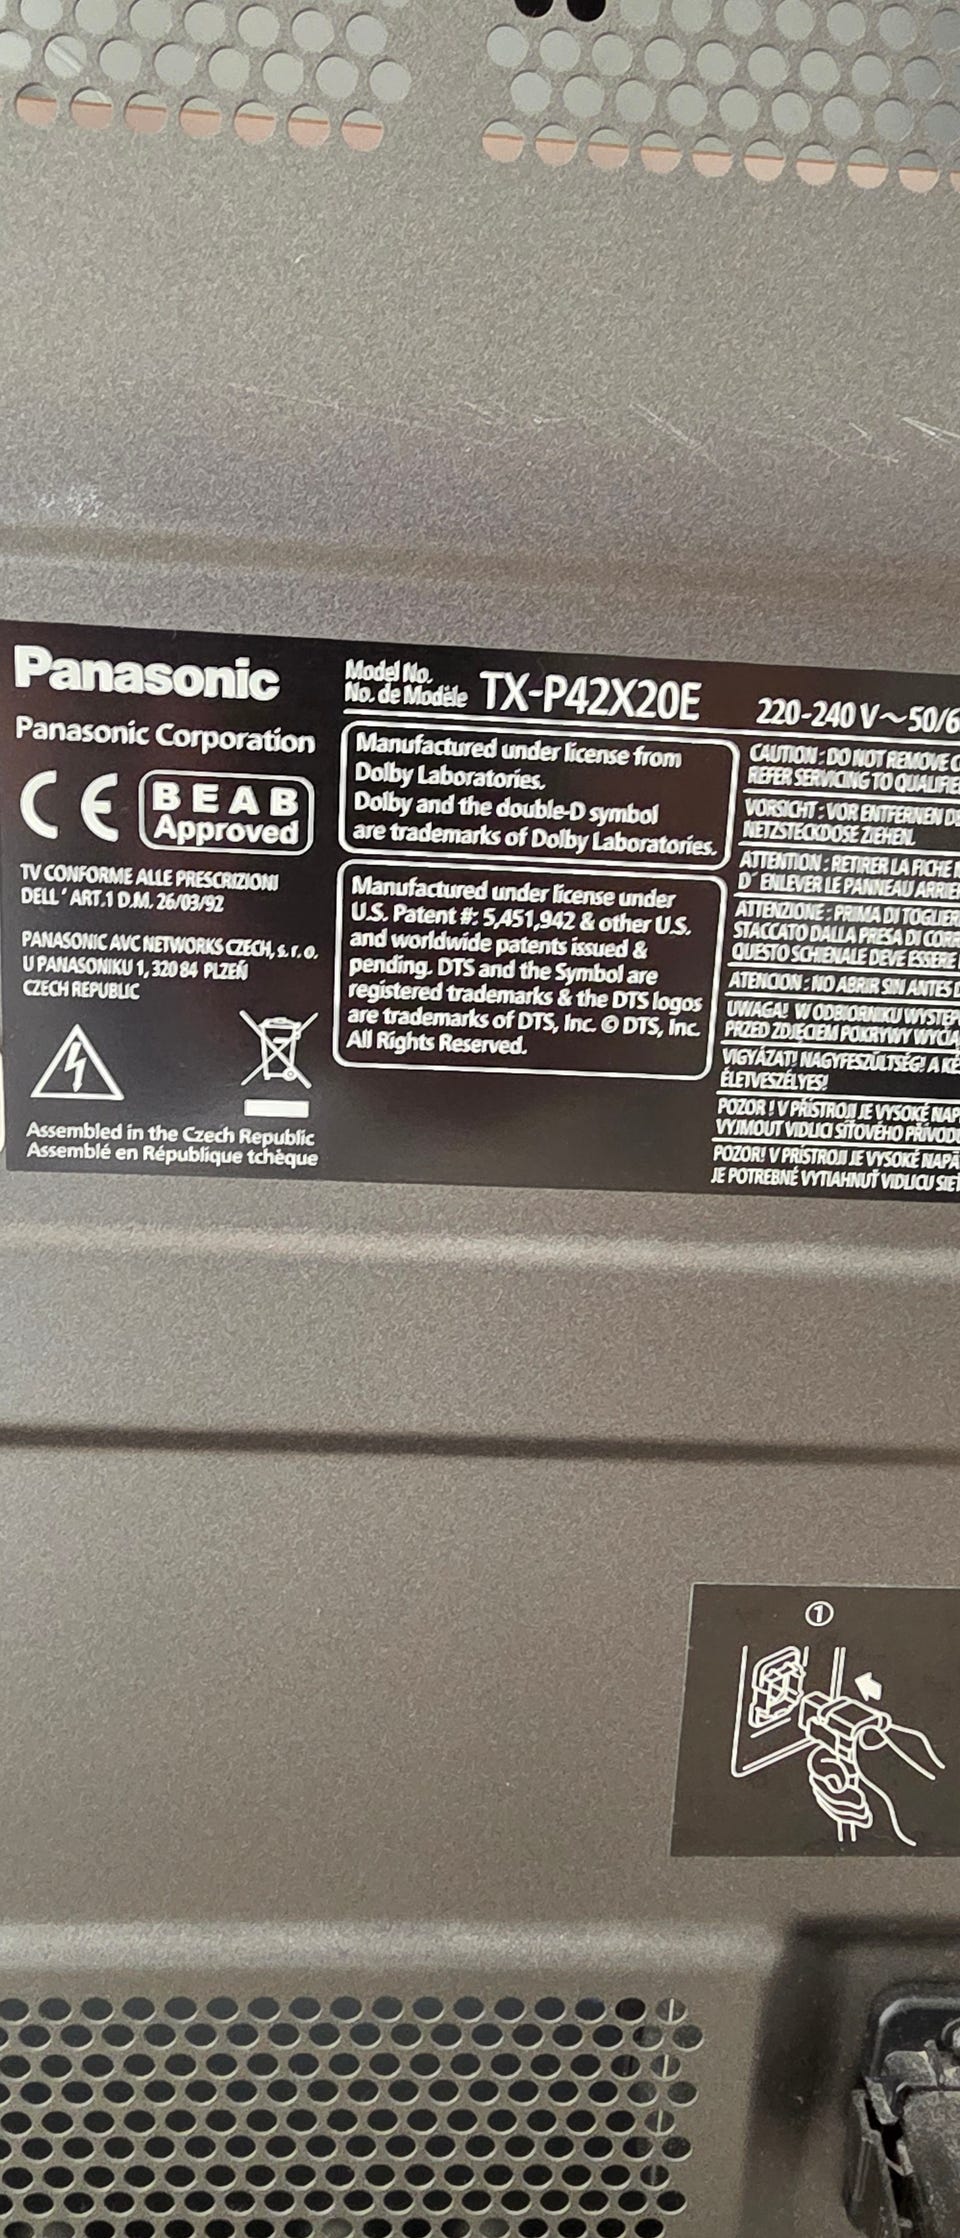 Panasonic
Panasonic Corporation
CE
BEAB
Approved
TV CONFORME ALLE PRESCRIZIONI
DELL' ART.1 D.M. 26/03/92
PANASONIC AVC NETWORKS CZECH, s. r. o.
U PANASONIKU 1, 320 84 PLZEŇ
CZECH REPUBLIC
Assembled in the Czech Republic
Assemblé en République tchèque
Model No.
No. de Modèle
TX-P42X20E
220-240 V~50/6
Manufactured under license from
Dolby Laboratories.
Dolby and the double-D symbol
are trademarks of Dolby Laboratories.
Manufactured under license under
U.S. Patent #: 5,451,942 & other U.S.
and worldwide patents issued &
pending. DTS and the Symbol are
registered trademarks & the DTS logos
are trademarks of DTS, Inc. © DTS, Inc.
All Rights Reserved.
CAUTION : DO NOT REMOVE
REFER SERVICING TO
VORSICHT : VOR ENTFERNEN
NETZSTECKDOSE ZIEHEN.
ATTENTION : RETIRER LA FICHE
D' ENLEVER LE PANNEAU
ATTENZIONE : PRIMA DI
STACCATO DALLA PRESA DI
QUESTO SCHIENALE DEVE ESSERE
ATENCION : NO ABRIR SIN ANTES
UWAGA! W ODBIORNIKU
PRZED ZDJĘCIEM POKRYWY
VIGYÁZAT! NAGYFESZÜLTSÉG! A
ÉLETVESZÉLYES!
POZOR ! V PŘÍSTROJI JE VYSOKÉ
VYJMOUT VIDLICI SÍŤOVÉHO
POZOR! V PRÍSTROJI JE VYSOKÉ
JE POTREBNÉ VYTIAHNUŤ VIDLICU
①